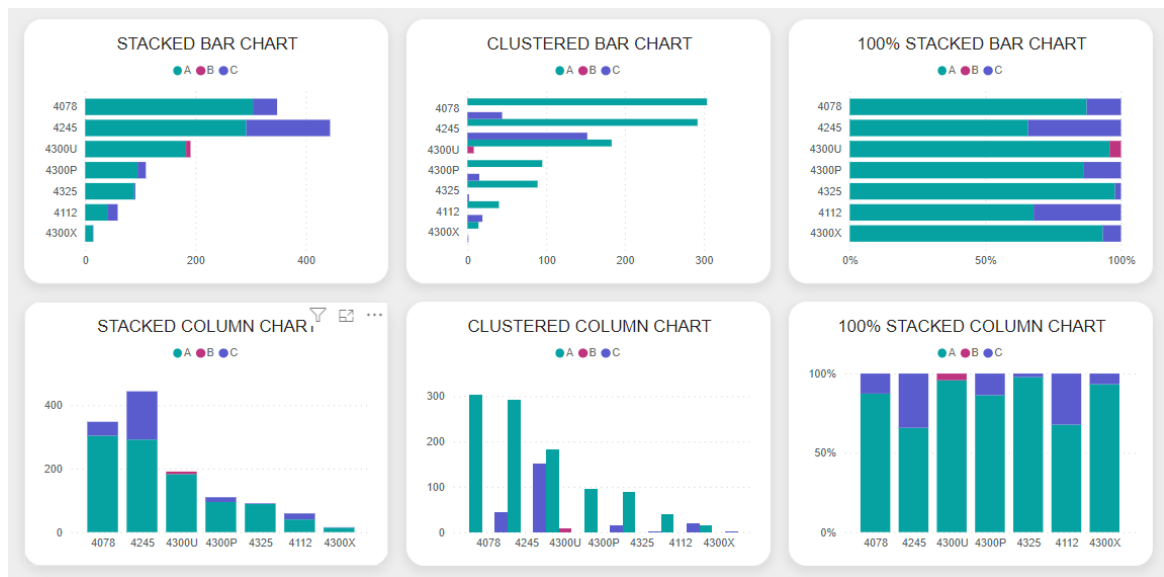 STACKED BAR CHART
A B C
4078
4245
4300U
4300P
4325
4112
4300X
0 200 400
CLUSTERED BAR CHART
A B C
4078
4245
4300U
4300P
4325
4112
4300X
0 100 200 300
100% STACKED BAR CHART
A B C
4078
4245
4300U
4300P
4325
4112
4300X
0% 50% 100%
STACKED COLUMN CHART
A B C
400
200
0
4078 4245 4300U 4300P 4325 4112 4300X
CLUSTERED COLUMN CHART
A B C
300
200
100
0
4078 4245 4300U 4300P 4325 4112 4300X
100% STACKED COLUMN CHART
A B C
100%
50%
0%
4078 4245 4300U 4300P 4325 4112 4300X